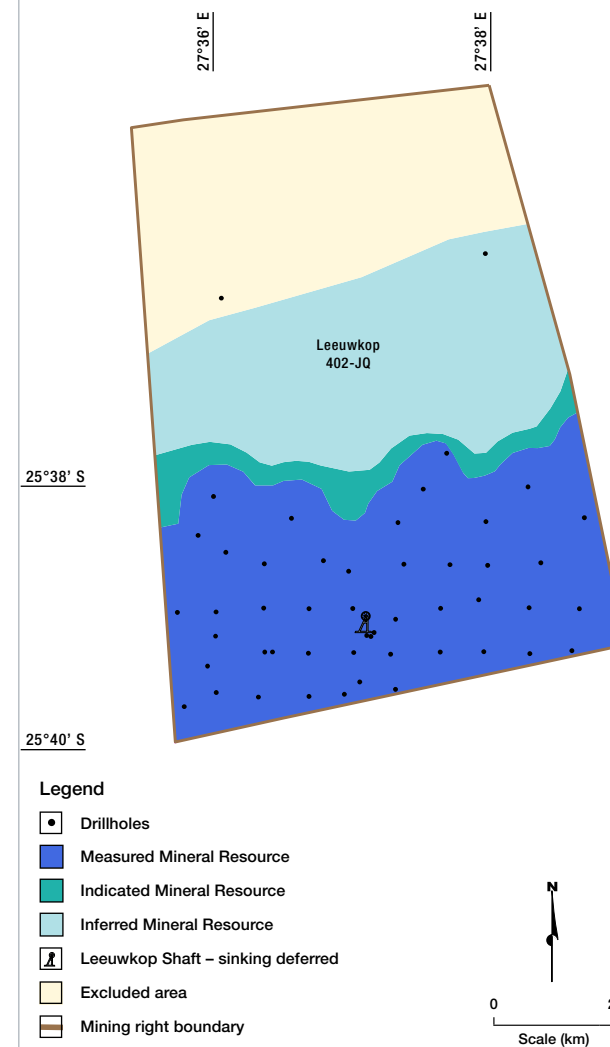 27°36' E
27°38' E
Leeuwkop
402-JQ
25°38' S
25°40' S
Legend
Drillholes
Measured Mineral Resource
Indicated Mineral Resource
Inferred Mineral Resource
Leeuwkop Shaft – sinking deferred
Excluded area
Mining right boundary
N
0 2
Scale (km)